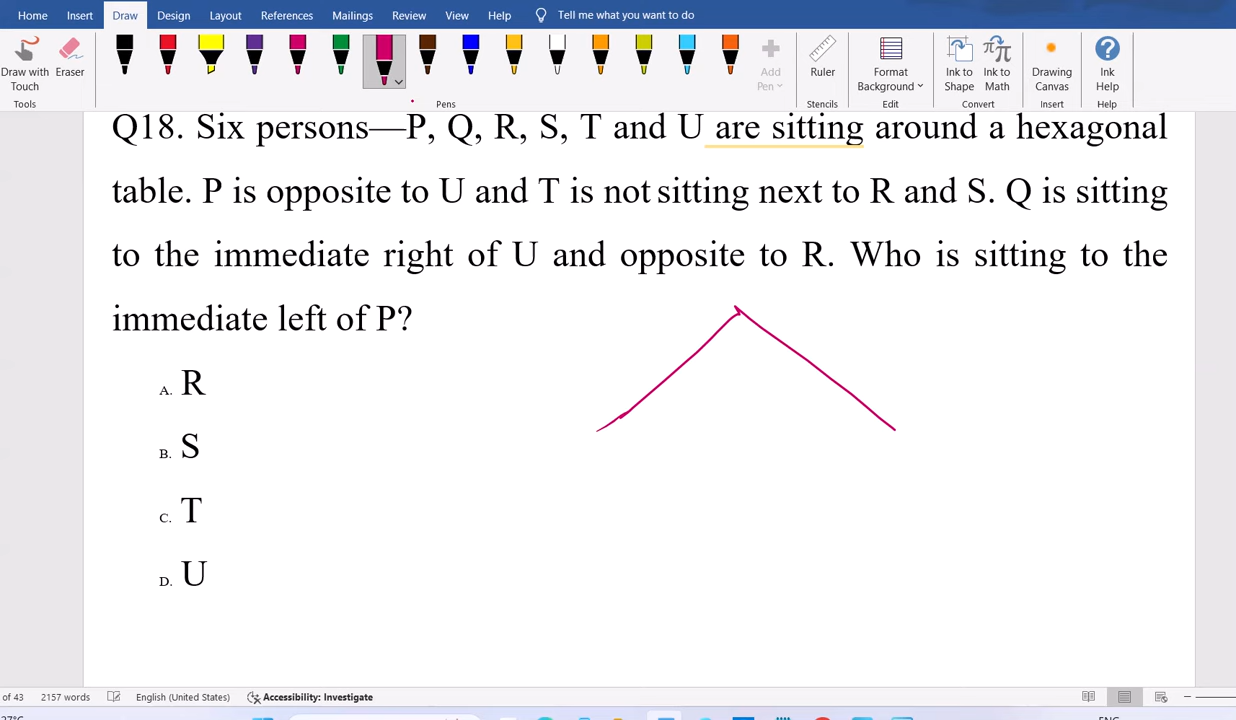 Home Insert Draw Design Layout References Mailings Review View Help Tell me what you want to do
Draw with Touch Eraser Add Pen Ruler Format Background Ink to Shape Ink to Math Drawing Canvas Ink Help
Tools Pens Stencils Edit Convert Insert Help
Q18. Six persons—P, Q, R, S, T and U are sitting around a hexagonal
table. P is opposite to U and T is not sitting next to R and S. Q is sitting
to the immediate right of U and opposite to R. Who is sitting to the
immediate left of P?
A. R
B. S
C. T
D. U
of 43 2157 words English (United States) Accessibility: Investigate